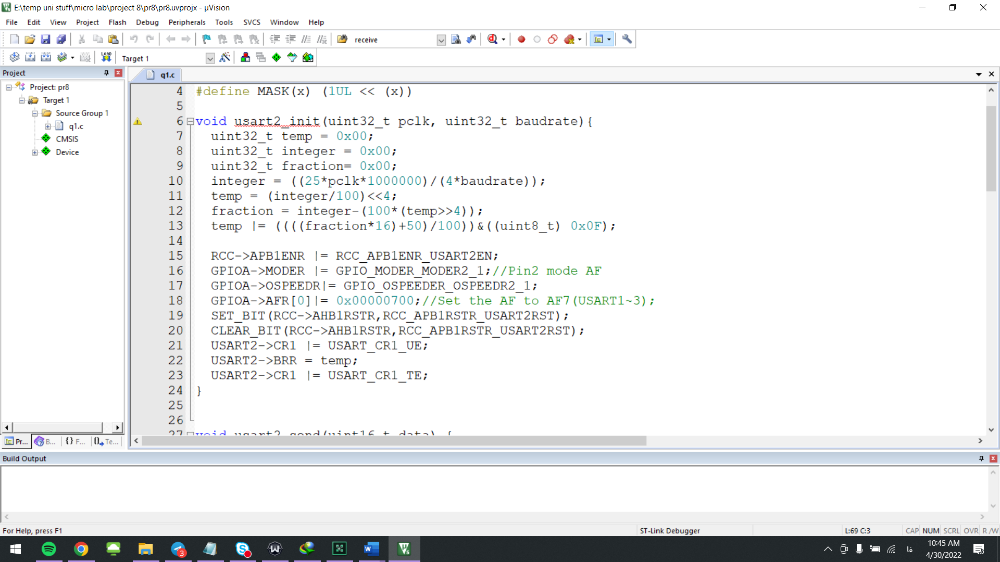 E:\temp uni stuff\micro lab\project 8\pr8\pr8.uvprojx - µVision
File Edit View Project Flash Debug Peripherals Tools SVCS Window Help
receive
LOAD Target 1
Project
q1.c
Project: pr8
Target 1
Source Group 1
q1.c
CMSIS
Device
4 #define MASK(x) (1UL << (x))
5
6 void usart2_init(uint32_t pclk, uint32_t baudrate){
7 uint32_t temp = 0x00;
8 uint32_t integer = 0x00;
9 uint32_t fraction= 0x00;
10 integer = ((25*pclk*1000000)/(4*baudrate));
11 temp = (integer/100)<<4;
12 fraction = integer-(100*(temp>>4));
13 temp |= ((((fraction*16)+50)/100))&((uint8_t) 0x0F);
14
15 RCC->APB1ENR |= RCC_APB1ENR_USART2EN;
16 GPIOA->MODER |= GPIO_MODER_MODER2_1;//Pin2 mode AF
17 GPIOA->OSPEEDR|= GPIO_OSPEEDER_OSPEEDR2_1;
18 GPIOA->AFR[0]|= 0x00000700;//Set the AF to AF7(USART1~3);
19 SET_BIT(RCC->AHB1RSTR,RCC_APB1RSTR_USART2RST);
20 CLEAR_BIT(RCC->AHB1RSTR,RCC_APB1RSTR_USART2RST);
21 USART2->CR1 |= USART_CR1_UE;
22 USART2->BRR = temp;
23 USART2->CR1 |= USART_CR1_TE;
24 }
25
26
27 void usart2_send(uint16_t data) {
Pr... B... {} F... Te...
Build Output
For Help, press F1
ST-Link Debugger
L:69 C:3
CAP NUM SCRL OVR R/W
3
فا
10:45 AM
4/30/2022